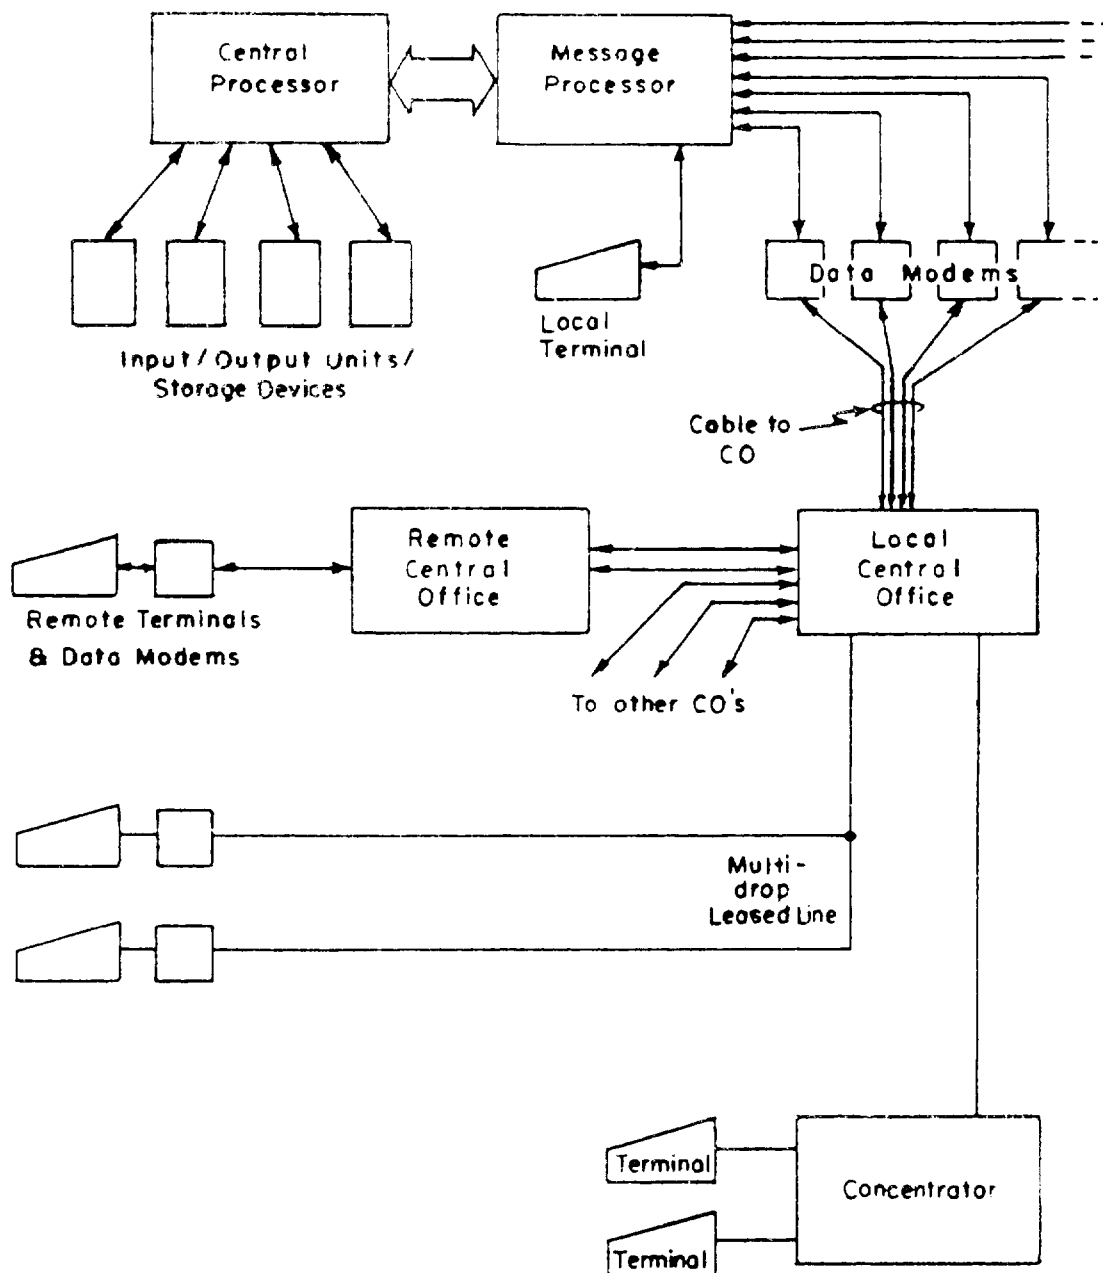 Central
Processor
Message
Processor
Data Modems
Local
Terminal
Input/Output Units/
Storage Devices
Cable to
CO
Remote
Central
Office
Local
Central
Office
Remote Terminals
& Data Modems
To other CO's
Multi-
drop
Leased Line
Terminal
Concentrator
Terminal